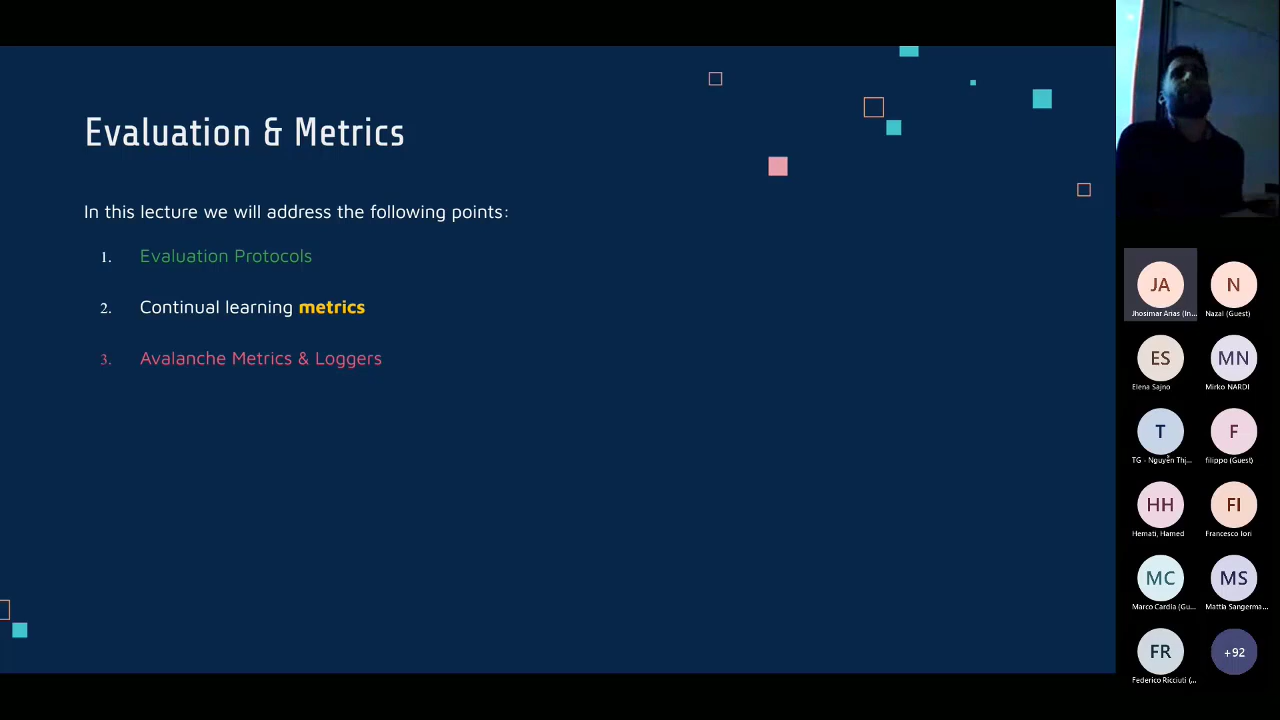 Evaluation & Metrics
In this lecture we will address the following points:
1. Evaluation Protocols
2. Continual learning metrics
3. Avalanche Metrics & Loggers
JA
Jhosimar Arias (In...
N
Nazal (Guest)
ES
Elena Sajno
MN
Mirko NARDI
T
TG - Nguyễn Thị...
F
filippo (Guest)
HH
Hemati, Hamed
FI
Francesco Iori
MC
Marco Cardia (Gu...
MS
Mattia Sangerma...
FR
Federico Ricciuti (...
+92